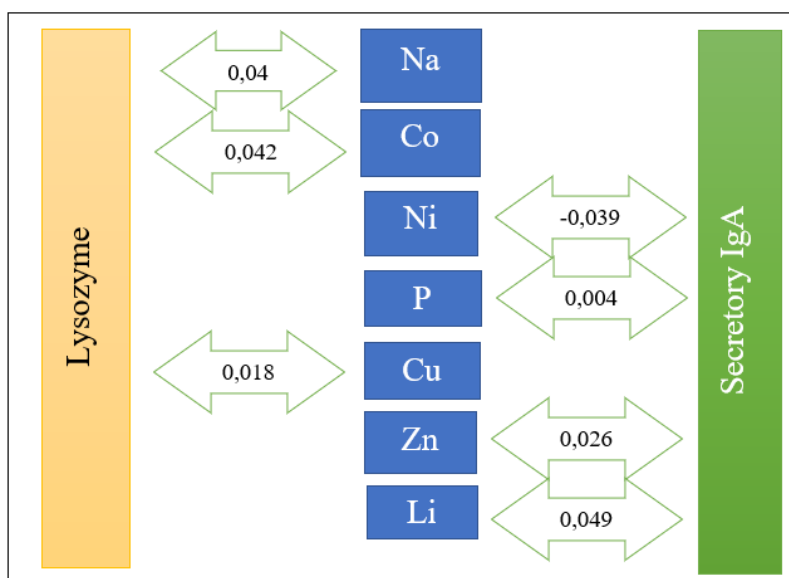 Lysozyme
0,04
Na
0,042
Co
Ni
-0,039
P
0,004
0,018
Cu
Zn
0,026
Li
0,049
Secretory IgA